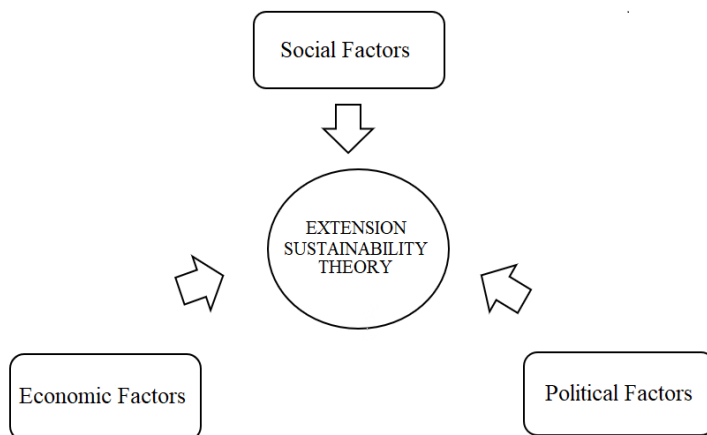 Social Factors
EXTENSION
SUSTAINABILITY
THEORY
Economic Factors
Political Factors